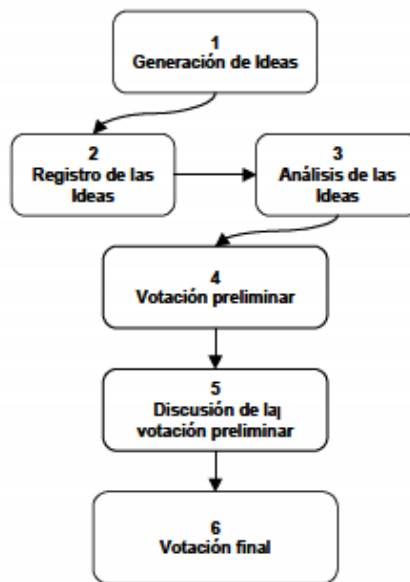 1
Generación de Ideas
2
Registro de las
Ideas
3
Análisis de las
Ideas
4
Votación preliminar
5
Discusión de la
votación preliminar
6
Votación final